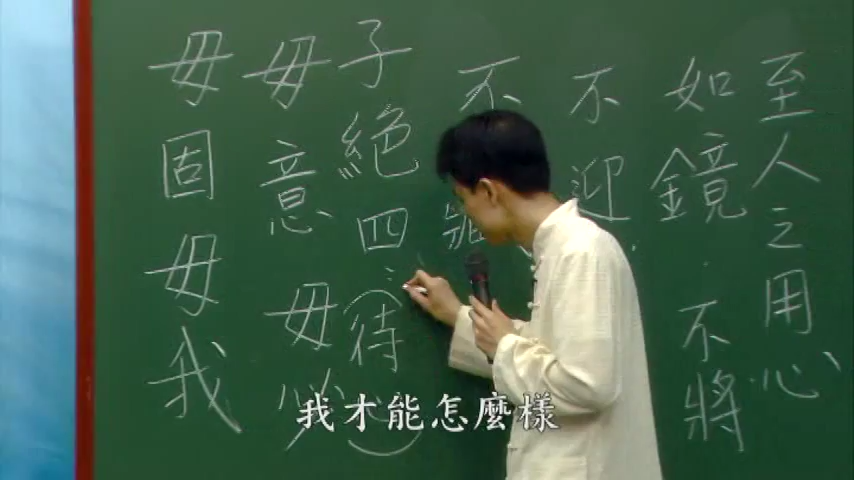 至人之用心、
如鏡．不將
不迎
不
子絕四：（待心）
毋意毋必
毋固毋我
我才能怎麼樣